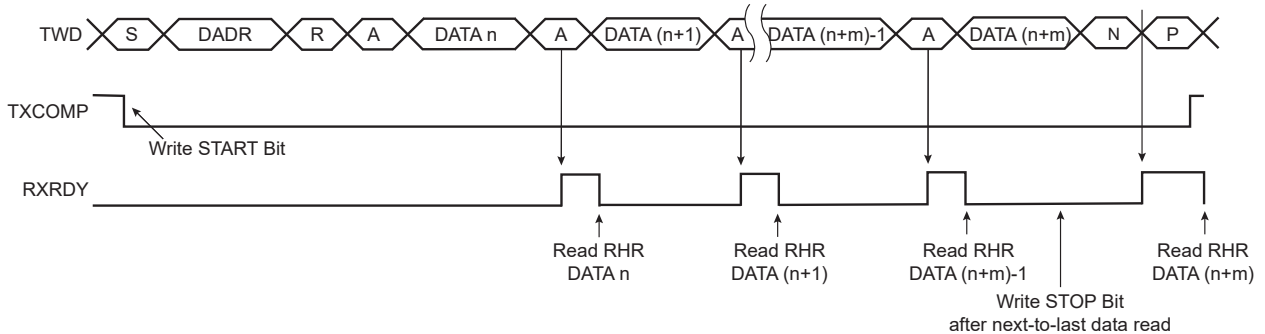 TWD S DADR R A DATA n A DATA (n+1) A DATA (n+m)-1 A DATA (n+m) N P
TXCOMP
Write START Bit
RXRDY
Read RHR
DATA n
Read RHR
DATA (n+1)
Read RHR
DATA (n+m)-1
Read RHR
DATA (n+m)
Write STOP Bit
after next-to-last data read